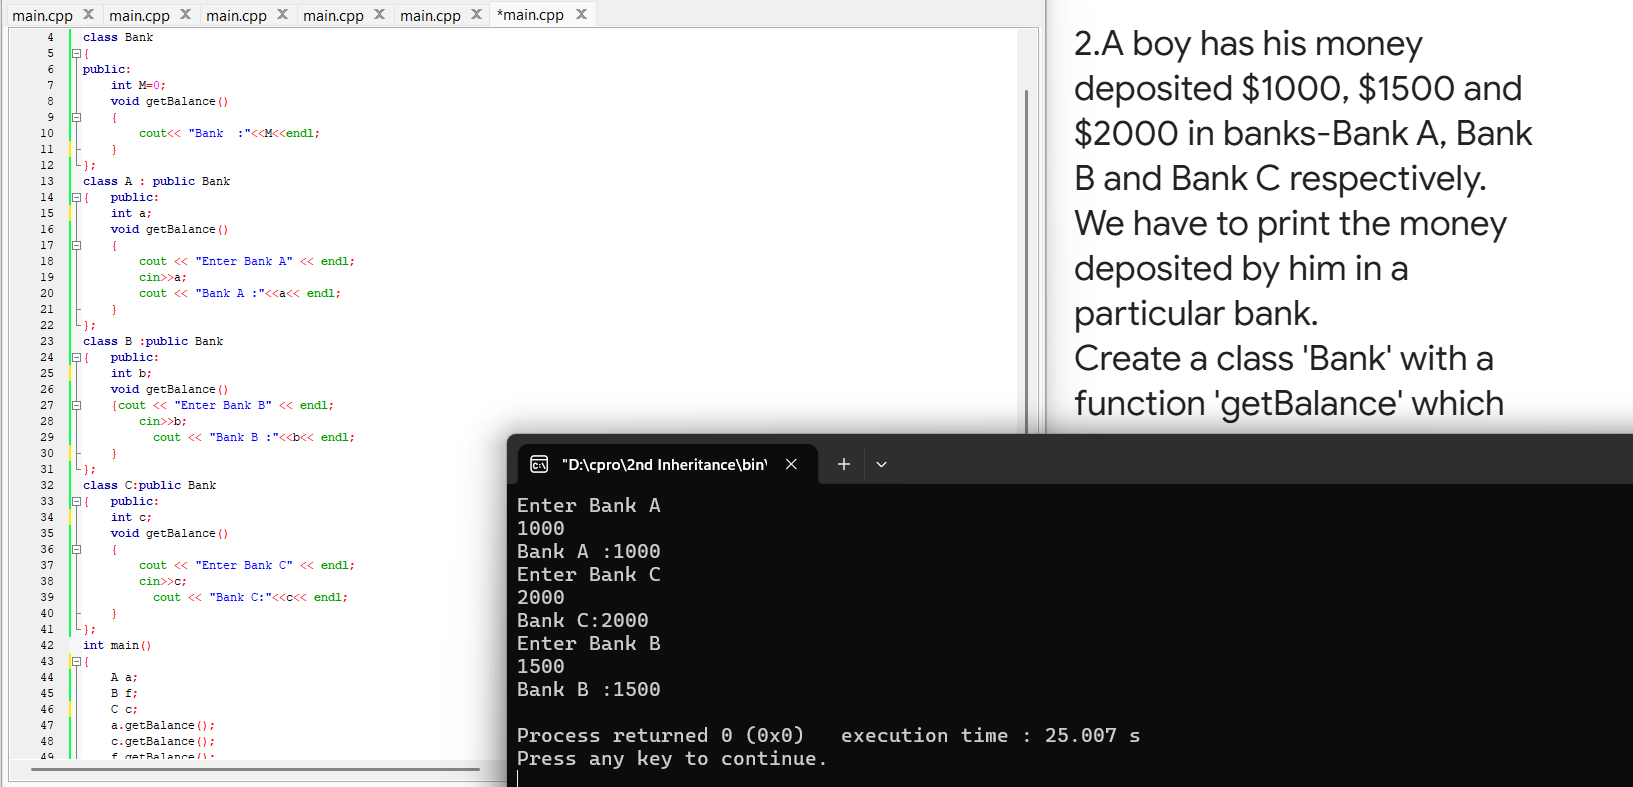 main.cpp X main.cpp X main.cpp X main.cpp X main.cpp X *main.cpp X
4 class Bank
5 {
6 public:
7 int M=0;
8 void getBalance()
9 {
10 cout<< "Bank  :"<<M<<endl;
11 }
12 };
13 class A : public Bank
14 {   public:
15 int a;
16 void getBalance()
17 {
18 cout << "Enter Bank A" << endl;
19 cin>>a;
20 cout << "Bank A :"<<a<< endl;
21 }
22 };
23 class B :public Bank
24 {   public:
25 int b;
26 void getBalance()
27 {cout << "Enter Bank B" << endl;
28 cin>>b;
29 cout << "Bank B :"<<b<< endl;
30 }
31 };
32 class C:public Bank
33 {   public:
34 int c;
35 void getBalance()
36 {
37 cout << "Enter Bank C" << endl;
38 cin>>c;
39 cout << "Bank C:"<<c<< endl;
40 }
41 };
42 int main()
43 {
44 A a;
45 B f;
46 C c;
47 a.getBalance();
48 c.getBalance();
49 f.getBalance();
2.A boy has his money
deposited $1000, $1500 and
$2000 in banks-Bank A, Bank
B and Bank C respectively.
We have to print the money
deposited by him in a
particular bank.
Create a class 'Bank' with a
function 'getBalance' which
"D:\cpro\2nd Inheritance\bin\
Enter Bank A
1000
Bank A :1000
Enter Bank C
2000
Bank C:2000
Enter Bank B
1500
Bank B :1500
Process returned 0 (0x0)   execution time : 25.007 s
Press any key to continue.